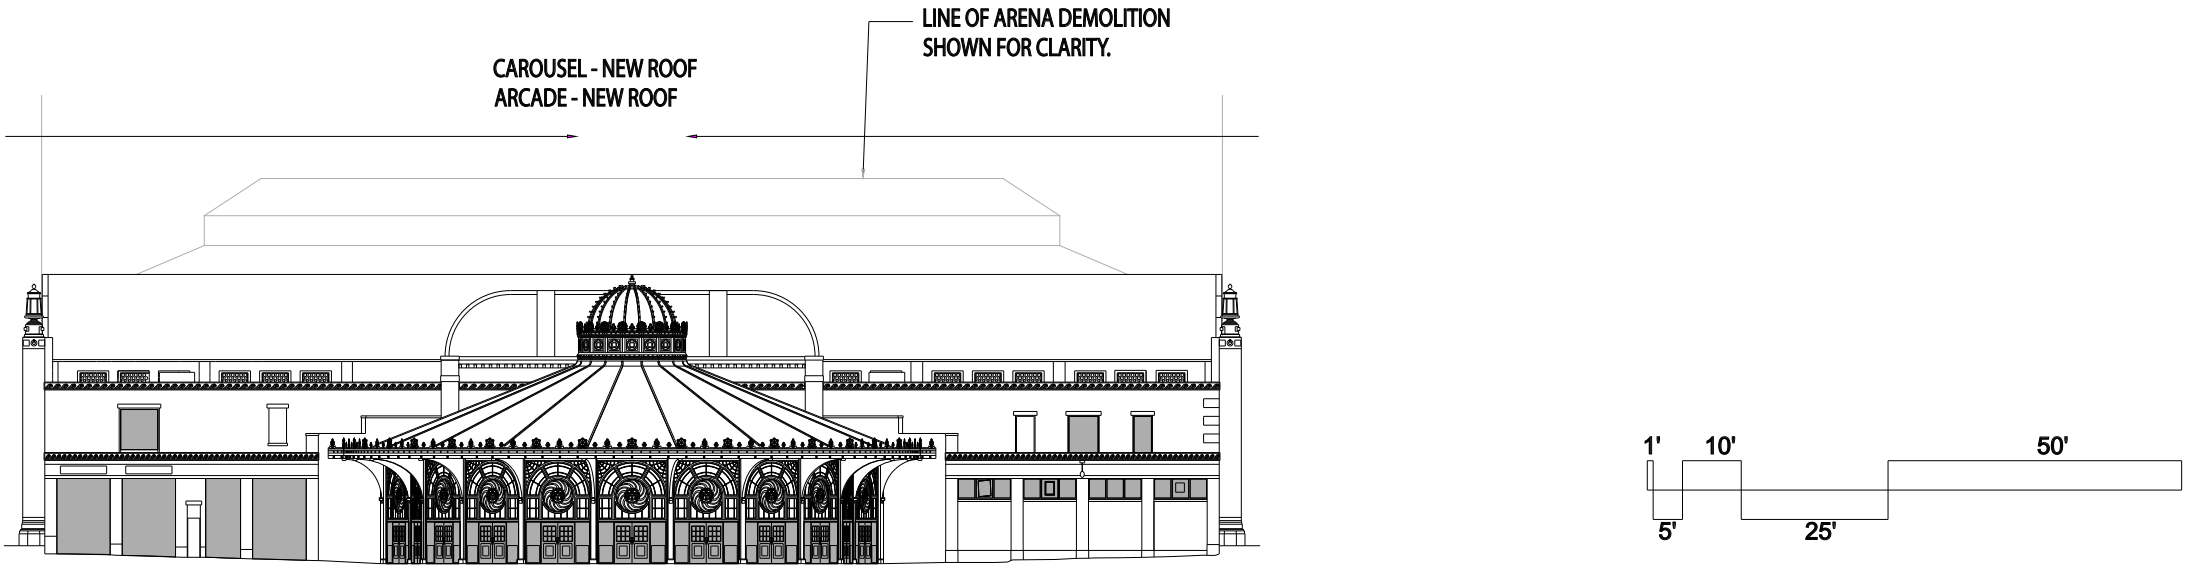 LINE OF ARENA DEMOLITION
SHOWN FOR CLARITY.
CAROUSEL - NEW ROOF
ARCADE - NEW ROOF
1' 10' 50'
5' 25'